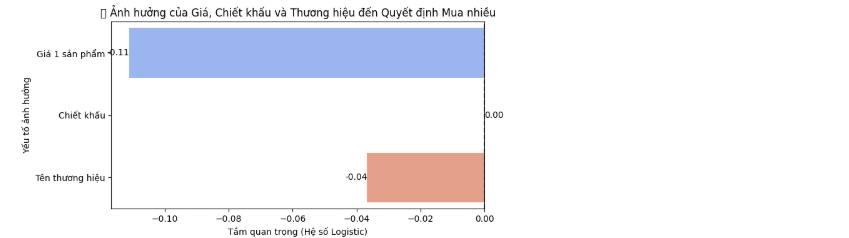 Ảnh hưởng của Giá, Chiết khấu và Thương hiệu đến Quyết định Mua nhiều
Yếu tố ảnh hưởng
Giá 1 sản phẩm
-0.11
Chiết khấu
0.00
Tên thương hiệu
-0.04
−0.10 −0.08 −0.06 −0.04 −0.02 0.00
Tầm quan trọng (Hệ số Logistic)